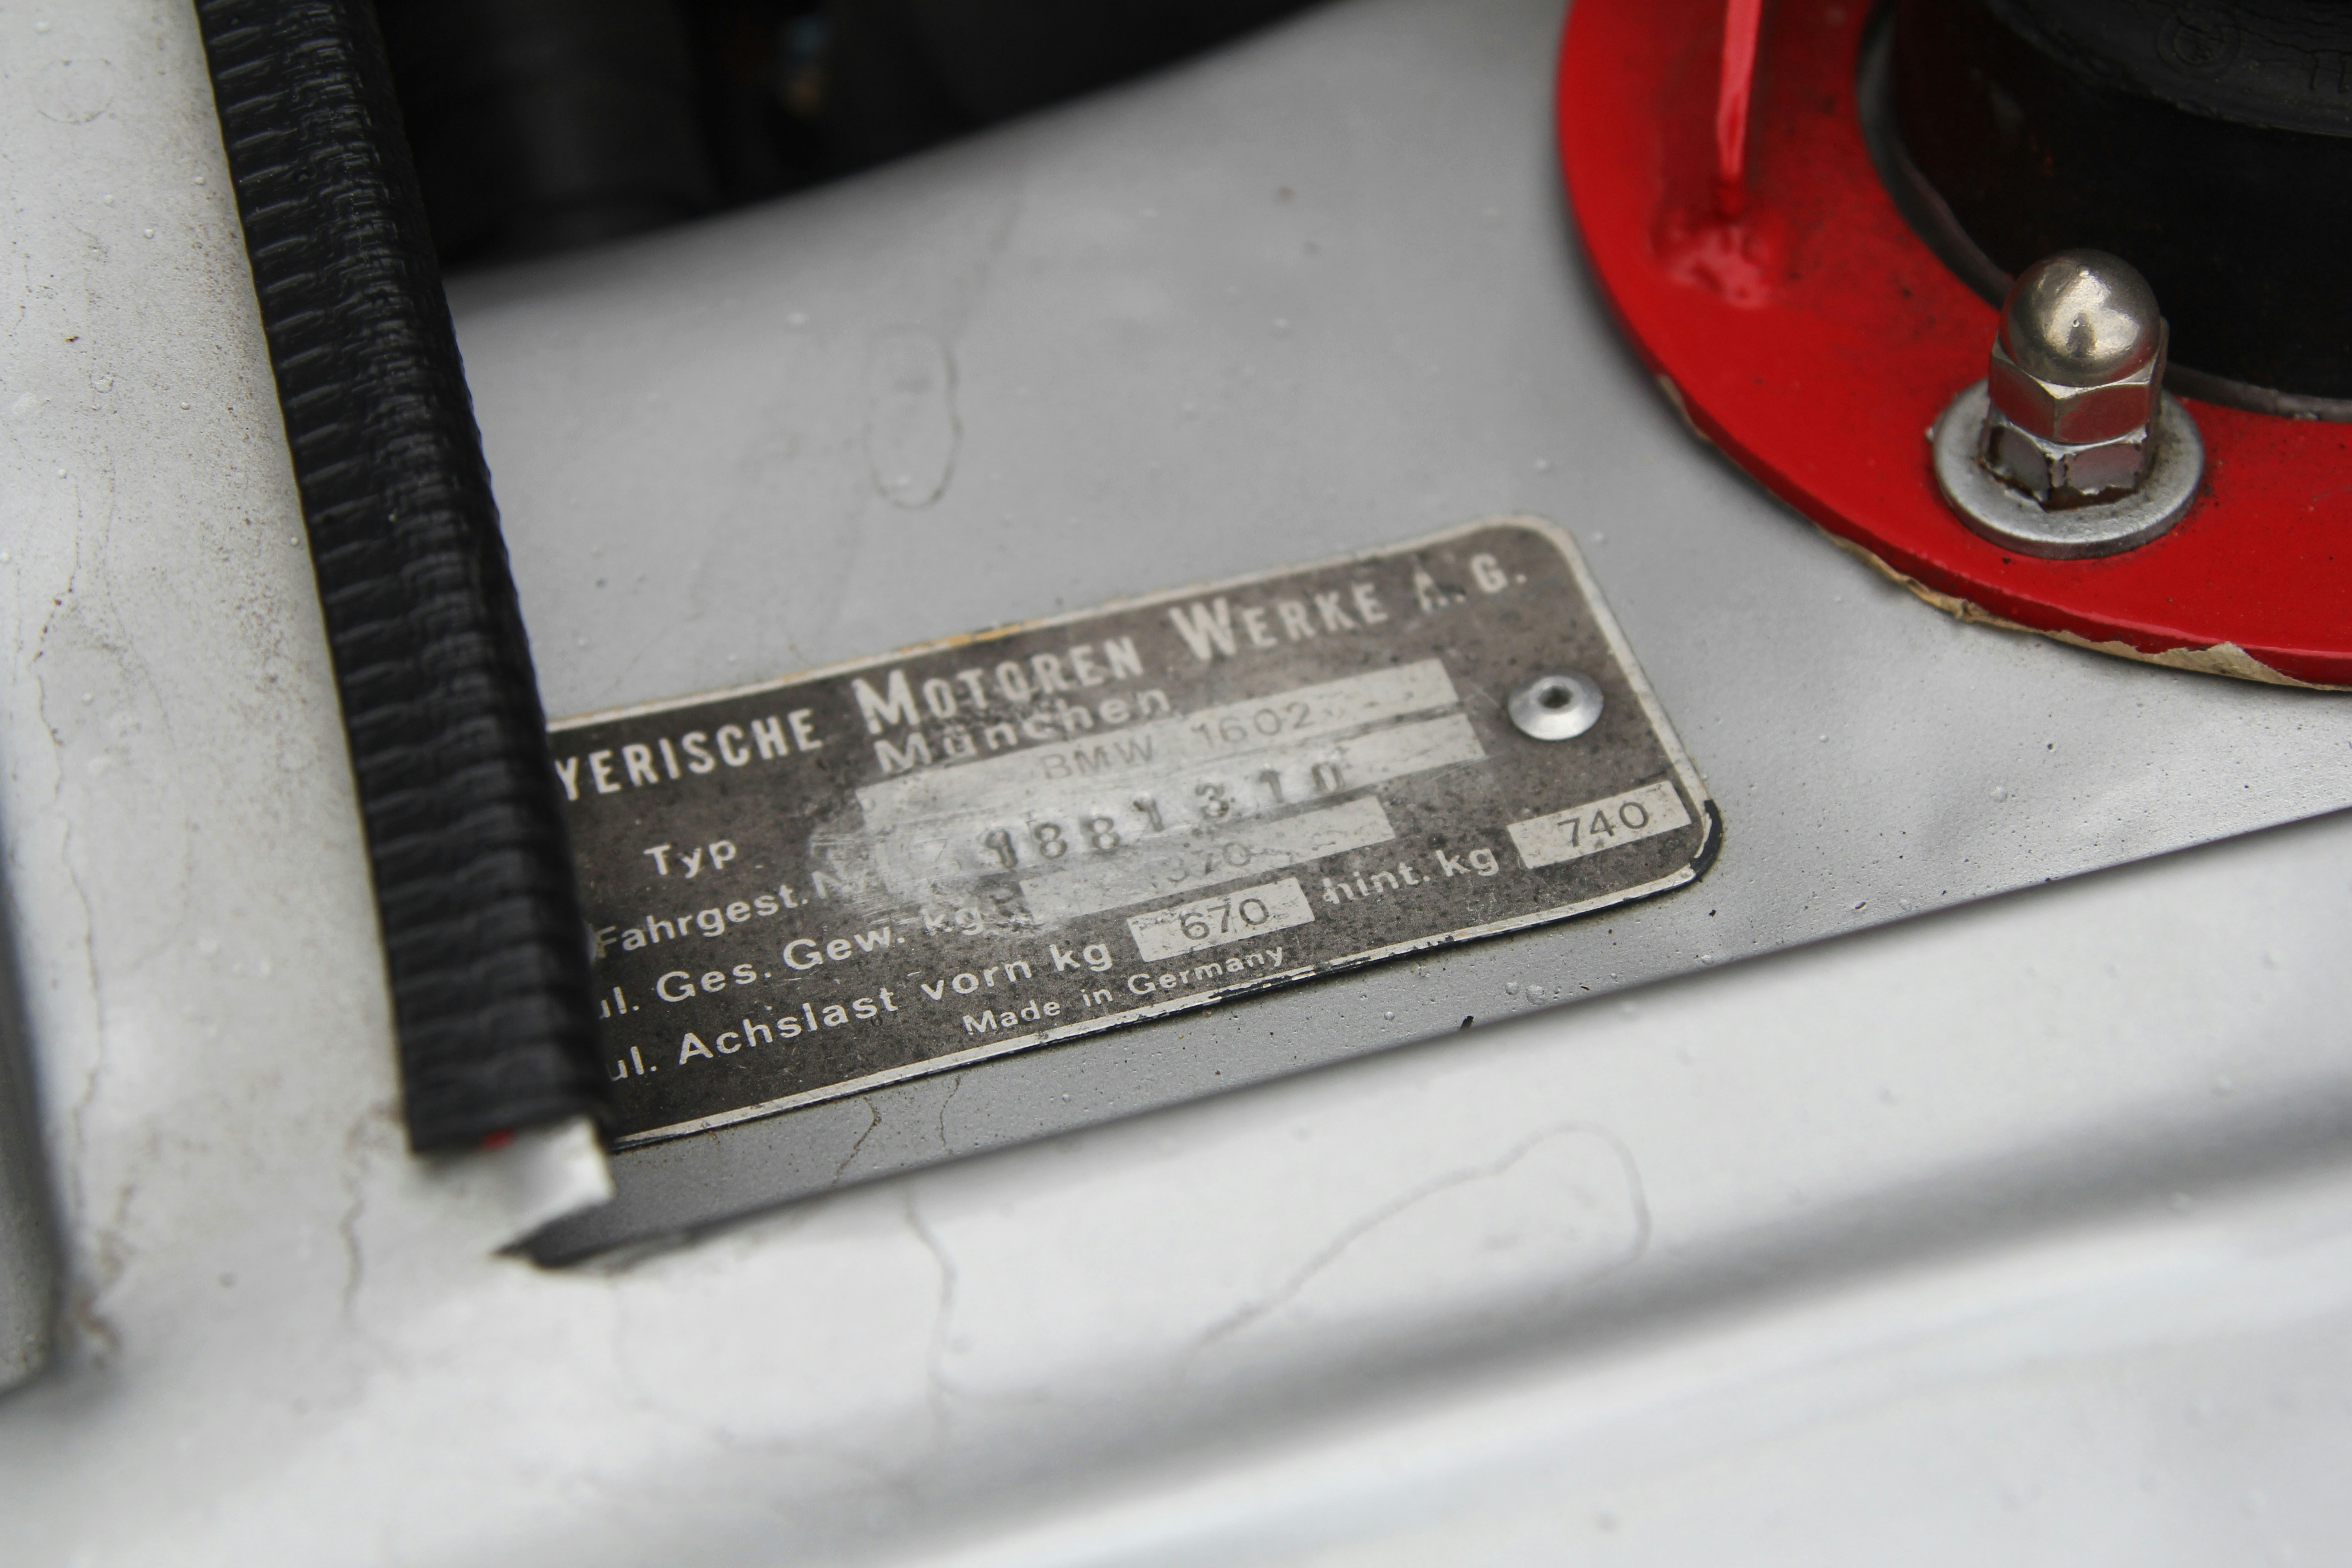 YERISCHE MOTOREN WERKE A.G.
München
Typ BMW 1602
Fahrgest. 1881310
ul. Ges. Gew. kg 1370
ul. Achslast vorn kg 670 hint. kg 740
Made in Germany